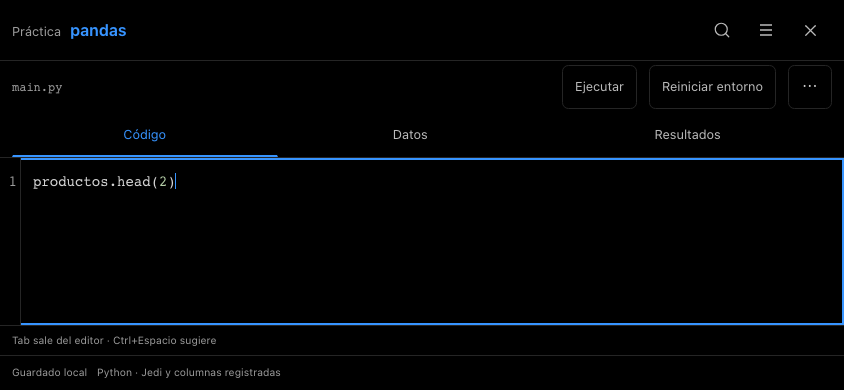 Práctica pandas
main.py
Ejecutar
Reiniciar entorno
...
Código
Datos
Resultados
1 productos.head(2)
Tab sale del editor · Ctrl+Espacio sugiere
Guardado local Python · Jedi y columnas registradas